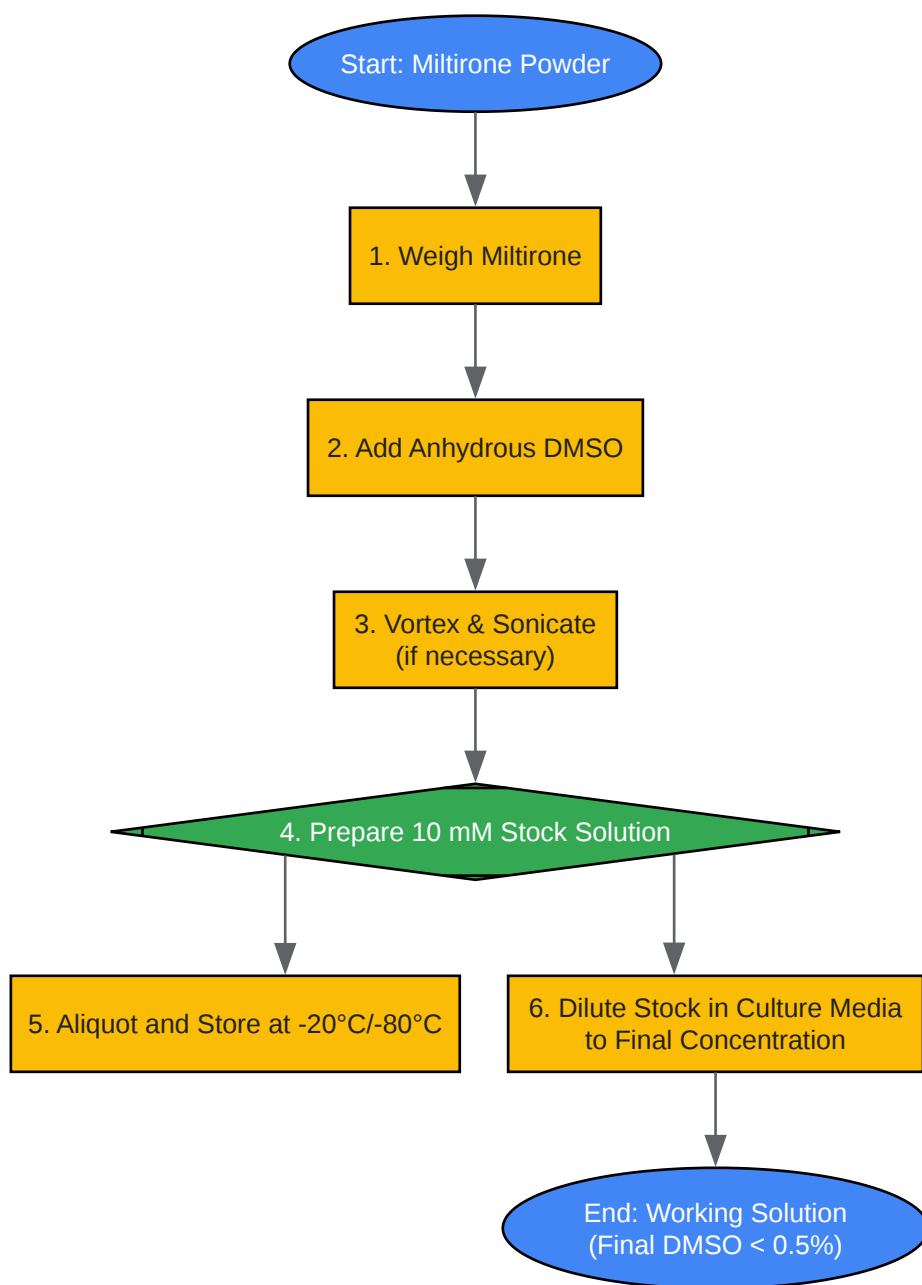 Start: Miltirone Powder
1. Weigh Miltirone
2. Add Anhydrous DMSO
3. Vortex & Sonicate
(if necessary)
4. Prepare 10 mM Stock Solution
5. Aliquot and Store at -20°C/-80°C
6. Dilute Stock in Culture Media
to Final Concentration
End: Working Solution
(Final DMSO < 0.5%)